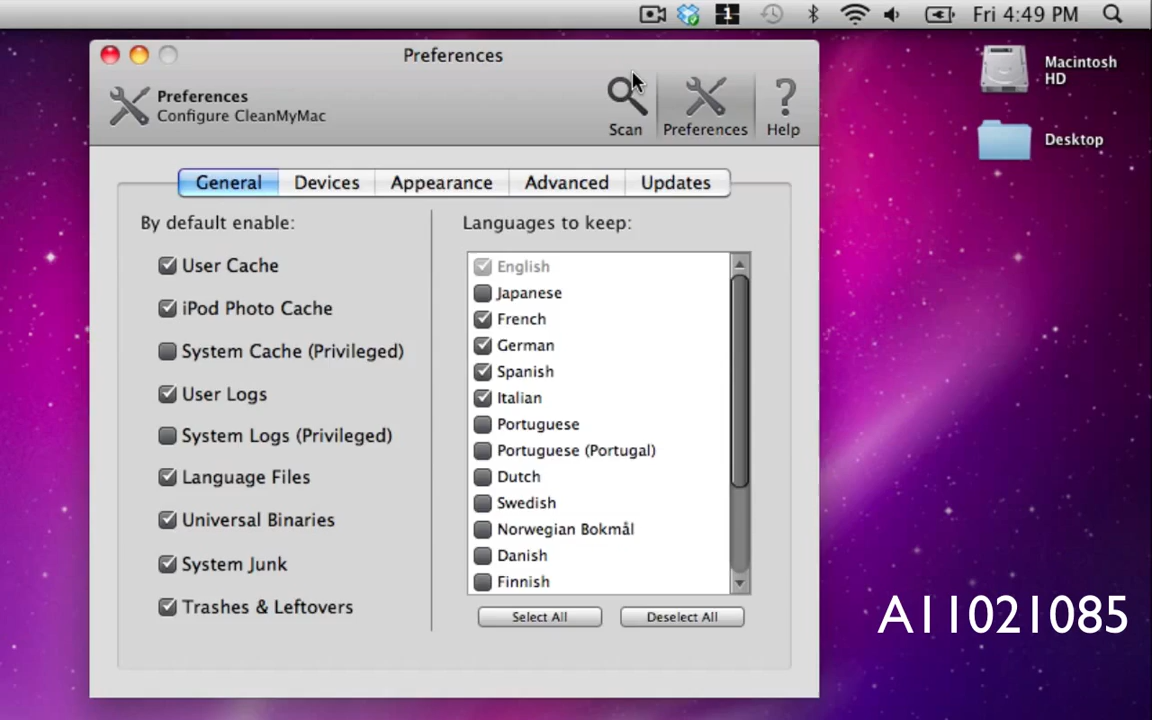 Fri 4:49 PM
Preferences
Preferences
Configure CleanMyMac
Scan
Preferences
Help
Macintosh
HD
Desktop
General
Devices
Appearance
Advanced
Updates
By default enable:
User Cache
iPod Photo Cache
System Cache (Privileged)
User Logs
System Logs (Privileged)
Language Files
Universal Binaries
System Junk
Trashes & Leftovers
Languages to keep:
English
Japanese
French
German
Spanish
Italian
Portuguese
Portuguese (Portugal)
Dutch
Swedish
Norwegian Bokmål
Danish
Finnish
Select All
Deselect All
A11021085